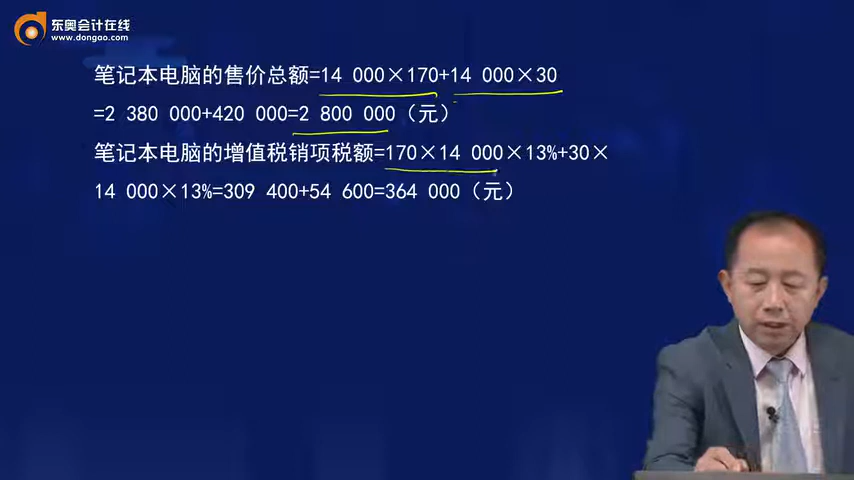 东奥会计在线
www.dongao.com
笔记本电脑的售价总额=14 000×170+14 000×30
=2 380 000+420 000=2 800 000（元）
笔记本电脑的增值税销项税额=170×14 000×13%+30×
14 000×13%=309 400+54 600=364 000（元）